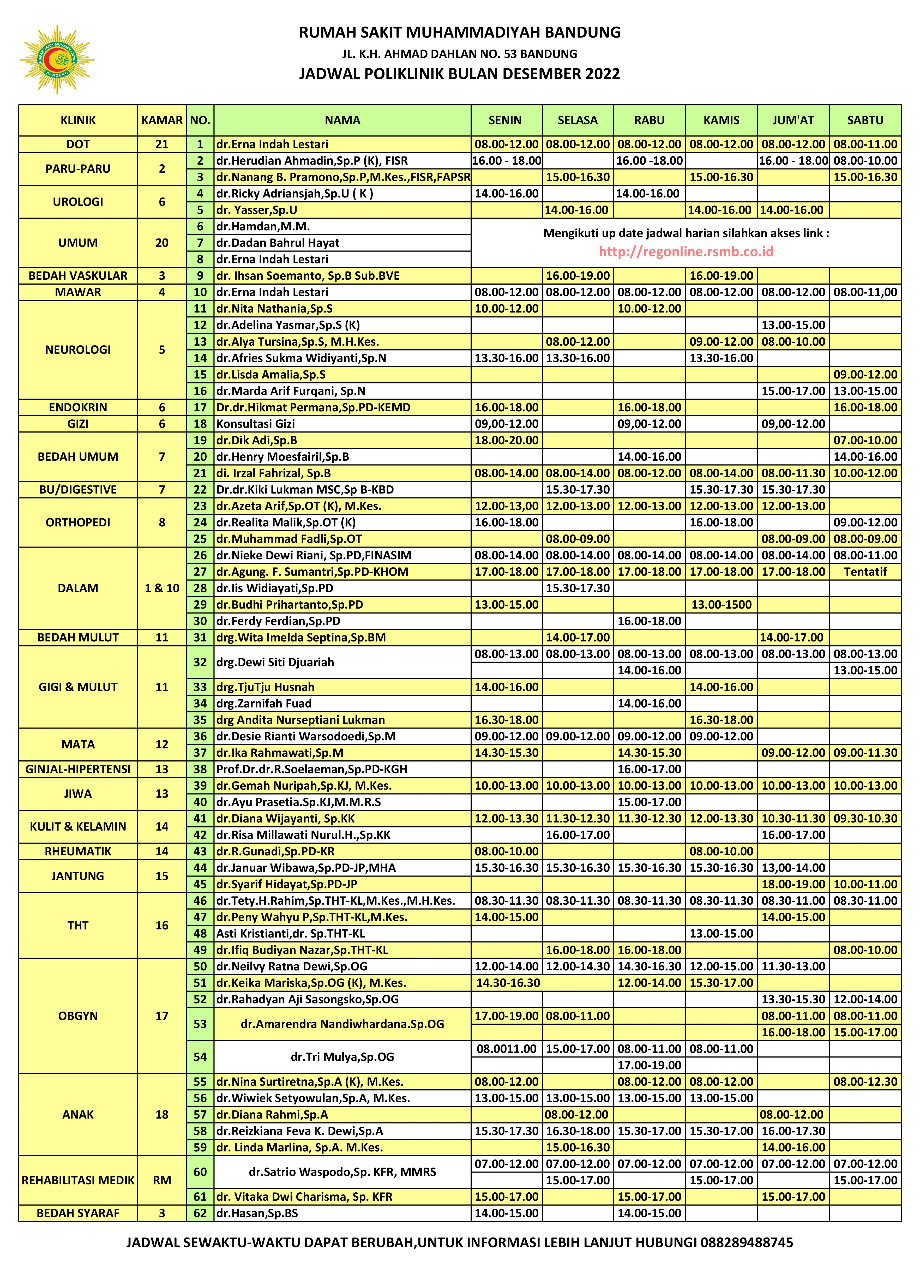 RUMAH SAKIT MUHAMMADIYAH BANDUNG
JL. K.H. AHMAD DAHLAN NO. 53 BANDUNG
JADWAL POLIKLINIK BULAN DESEMBER 2022
KLINIK KAMAR NO. NAMA SENIN SELASA RABU KAMIS JUM'AT SABTU
DOT 21 1 dr.Erna Indah Lestari 08.00-12.00 08.00-12.00 08.00-12.00 08.00-12.00 08.00-12.00 08.00-11.00
PARU-PARU 2 2 dr.Herudian Ahmadin,Sp.P (K), FISR 16.00 - 18.00 16.00 -18.00 16.00 - 18.00 08.00-10.00
3 dr.Nanang B. Pramono,Sp.P,M.Kes.,FISR,FAPSR 15.00-16.30 15.00-16.30 15.00-16.30
UROLOGI 6 4 dr.Ricky Adriansjah,Sp.U ( K ) 14.00-16.00 14.00-16.00
5 dr. Yasser,Sp.U 14.00-16.00 14.00-16.00 14.00-16.00
UMUM 20 6 dr.Hamdan,M.M.
7 dr.Dadan Bahrul Hayat
8 dr.Erna Indah Lestari
Mengikuti up date jadwal harian silahkan akses link :
http://regonline.rsmb.co.id
BEDAH VASKULAR 3 9 dr. Ihsan Soemanto, Sp.B Sub.BVE 16.00-19.00 16.00-19.00
MAWAR 4 10 dr.Erna Indah Lestari 08.00-12.00 08.00-12.00 08.00-12.00 08.00-12.00 08.00-12.00 08.00-11,00
NEUROLOGI 5 11 dr.Nita Nathania,Sp.S 10.00-12.00 10.00-12.00
12 dr.Adelina Yasmar,Sp.S (K) 13.00-15.00
13 dr.Alya Tursina,Sp.S, M.H.Kes. 08.00-12.00 09.00-12.00 08.00-10.00
14 dr.Afries Sukma Widiyanti,Sp.N 13.30-16.00 13.30-16.00 13.30-16.00
15 dr.Lisda Amalia,Sp.S 09.00-12.00
16 dr.Marda Arif Furqani, Sp.N 15.00-17.00 13.00-15.00
ENDOKRIN 6 17 Dr.dr.Hikmat Permana,Sp.PD-KEMD 16.00-18.00 16.00-18.00 16.00-18.00
GIZI 6 18 Konsultasi Gizi 09,00-12.00 09,00-12.00 09,00-12.00
BEDAH UMUM 7 19 dr.Dik Adi,Sp.B 18.00-20.00 07.00-10.00
20 dr.Henry Moesfairil,Sp.B 14.00-16.00 14.00-16.00
21 di. Irzal Fahrizal, Sp.B 08.00-14.00 08.00-14.00 08.00-12.00 08.00-14.00 08.00-11.30 10.00-12.00
BU/DIGESTIVE 7 22 Dr.dr.Kiki Lukman MSC,Sp B-KBD 15.30-17.30 15.30-17.30 15.30-17.30
ORTHOPEDI 8 23 dr.Azeta Arif,Sp.OT (K), M.Kes. 12.00-13,00 12.00-13.00 12.00-13.00 12.00-13.00 12.00-13.00
24 dr.Realita Malik,Sp.OT (K) 16.00-18.00 16.00-18.00 09.00-12.00
25 dr.Muhammad Fadli,Sp.OT 08.00-09.00 08.00-09.00 08.00-09.00
DALAM 1 & 10 26 dr.Nieke Dewi Riani, Sp.PD,FINASIM 08.00-14.00 08.00-14.00 08.00-14.00 08.00-14.00 08.00-14.00 08.00-11.00
27 dr.Agung. F. Sumantri,Sp.PD-KHOM 17.00-18.00 17.00-18.00 17.00-18.00 17.00-18.00 17.00-18.00 Tentatif
28 dr.Iis Widiayati,Sp.PD 15.30-17.30
29 dr.Budhi Prihartanto,Sp.PD 13.00-15.00 13.00-1500
30 dr.Ferdy Ferdian,Sp.PD 16.00-18.00
BEDAH MULUT 11 31 drg.Wita Imelda Septina,Sp.BM 14.00-17.00 14.00-17.00
GIGI & MULUT 11 32 drg.Dewi Siti Djuariah 08.00-13.00 08.00-13.00 08.00-13.00 08.00-13.00 08.00-13.00 08.00-13.00
14.00-16.00 13.00-15.00
33 drg.TjuTju Husnah 14.00-16.00 14.00-16.00
34 drg.Zarnifah Fuad 14.00-16.00
35 drg Andita Nurseptiani Lukman 16.30-18.00 16.30-18.00
MATA 12 36 dr.Desie Rianti Warsodoedi,Sp.M 09.00-12.00 09.00-12.00 09.00-12.00 09.00-12.00
37 dr.Ika Rahmawati,Sp.M 14.30-15.30 14.30-15.30 09.00-12.00 09.00-11.30
GINJAL-HIPERTENSI 13 38 Prof.Dr.dr.R.Soelaeman,Sp.PD-KGH 16.00-17.00
JIWA 13 39 dr.Gemah Nuripah,Sp.KJ, M.Kes. 10.00-13.00 10.00-13.00 10.00-13.00 10.00-13.00 10.00-13.00 10.00-13.00
40 dr.Ayu Prasetia.Sp.KJ,M.M.R.S 15.00-17.00
KULIT & KELAMIN 14 41 dr.Diana Wijayanti, Sp.KK 12.00-13.30 11.30-12.30 11.30-12.30 12.00-13.30 10.30-11.30 09.30-10.30
42 dr.Risa Millawati Nurul.H.,Sp.KK 16.00-17.00 16.00-17.00
RHEUMATIK 14 43 dr.R.Gunadi,Sp.PD-KR 08.00-10.00 08.00-10.00
JANTUNG 15 44 dr.Januar Wibawa,Sp.PD-JP,MHA 15.30-16.30 15.30-16.30 15.30-16.30 15.30-16.30 13,00-14.00
45 dr.Syarif Hidayat,Sp.PD-JP 18.00-19.00 10.00-11.00
THT 16 46 dr.Tety.H.Rahim,Sp.THT-KL,M.Kes.,M.H.Kes. 08.30-11.30 08.30-11.30 08.30-11.30 08.30-11.30 08.30-11.30 08.00-11.00
47 dr.Peny Wahyu P,Sp.THT-KL,M.Kes. 14.00-15.00 14.00-15.00
48 Asti Kristianti,dr. Sp.THT-KL 13.00-15.00
49 dr.Ifiq Budiyan Nazar,Sp.THT-KL 16.00-18.00 16.00-18.00 08.00-10.00
OBGYN 17 50 dr.Neilvy Ratna Dewi,Sp.OG 12.00-14.00 12.00-14.30 14.30-16.30 12.00-15.00 11.30-13.00
51 dr.Keika Mariska,Sp.OG (K), M.Kes. 14.30-16.30 12.00-14.00 15.30-17.00
52 dr.Rahadyan Aji Sasongsko,Sp.OG 13.30-15.30 12.00-14.00
53 dr.Amarendra Nandiwhardana.Sp.OG 17.00-19.00 08.00-11.00 08.00-11.00 08.00-11.00
16.00-18.00 15.00-17.00
54 dr.Tri Mulya,Sp.OG 08.0011.00 15.00-17.00 08.00-11.00 08.00-11.00
17.00-19.00
ANAK 18 55 dr.Nina Surtiretna,Sp.A (K), M.Kes. 08.00-12.00 08.00-12.00 08.00-12.00 08.00-12.30
56 dr.Wiwiek Setyowulan,Sp.A, M.Kes. 13.00-15.00 13.00-15.00 13.00-15.00 13.00-15.00
57 dr.Diana Rahmi,Sp.A 08.00-12.00 08.00-12.00
58 dr.Reizkiana Feva K. Dewi,Sp.A 15.30-17.30 16.30-18.00 15.30-17.00 15.30-17.00 16.00-17.30
59 dr. Linda Marlina, Sp.A. M.Kes. 15.00-16.30 14.00-16.00
REHABILITASI MEDIK RM 60 dr.Satrio Waspodo,Sp. KFR, MMRS 07.00-12.00 07.00-12.00 07.00-12.00 07.00-12.00 07.00-12.00 07.00-12.00
15.00-17.00 15.00-17.00 15.00-17.00
61 dr. Vitaka Dwi Charisma, Sp. KFR 15.00-17.00 15.00-17.00 15.00-17.00
BEDAH SYARAF 3 62 dr.Hasan,Sp.BS 14.00-15.00 14.00-15.00
JADWAL SEWAKTU-WAKTU DAPAT BERUBAH,UNTUK INFORMASI LEBIH LANJUT HUBUNGI 088289488745